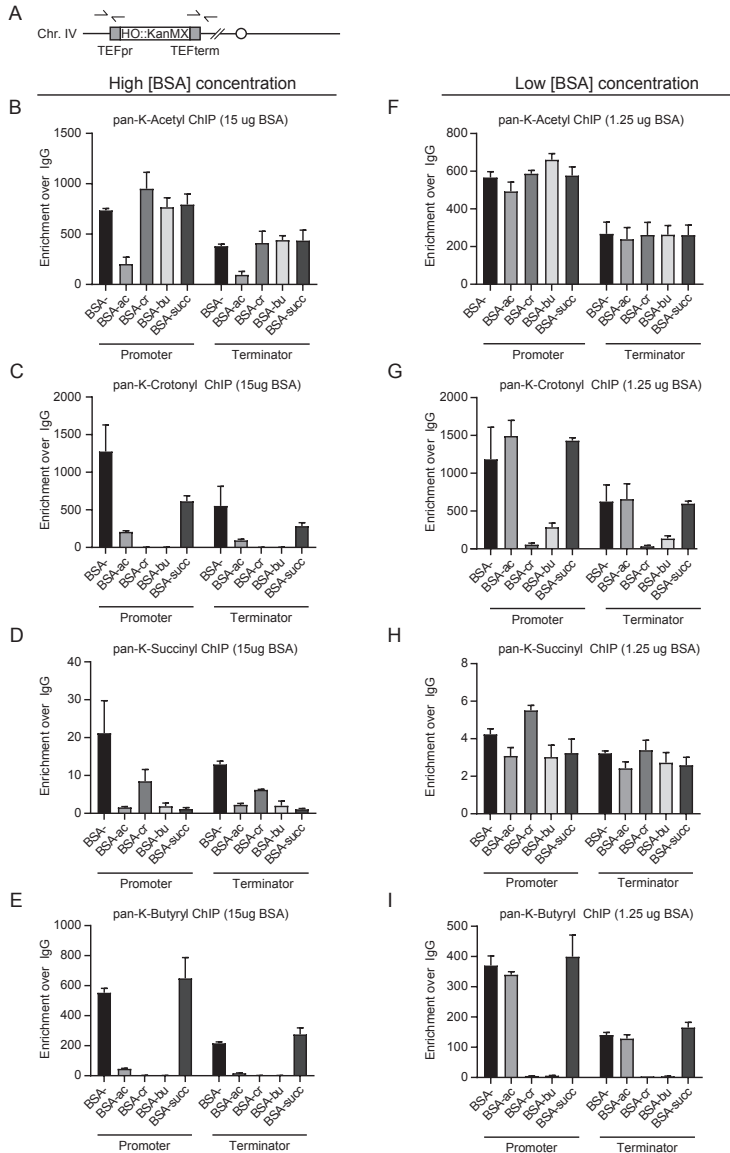 A
Chr. IV
HO::KanMX
TEFpr
TEFterm
High [BSA] concentration
Low [BSA] concentration
B
pan-K-Acetyl ChIP (15 ug BSA)
Enrichment over IgG
1500
1000
500
0
BSA-
BSA-ac
BSA-cr
BSA-bu
BSA-succ
BSA-
BSA-ac
BSA-cr
BSA-bu
BSA-succ
Promoter
Terminator
F
pan-K-Acetyl ChIP (1.25 ug BSA)
Enrichment over IgG
800
600
400
200
0
BSA-
BSA-ac
BSA-cr
BSA-bu
BSA-succ
BSA-
BSA-ac
BSA-cr
BSA-bu
BSA-succ
Promoter
Terminator
C
pan-K-Crotonyl ChIP (15ug BSA)
Enrichment over IgG
2000
1500
1000
500
0
BSA-
BSA-ac
BSA-cr
BSA-bu
BSA-succ
BSA-
BSA-ac
BSA-cr
BSA-bu
BSA-succ
Promoter
Terminator
G
pan-K-Crotonyl ChIP (1.25 ug BSA)
Enrichment over IgG
2000
1500
1000
500
0
BSA-
BSA-ac
BSA-cr
BSA-bu
BSA-succ
BSA-
BSA-ac
BSA-cr
BSA-bu
BSA-succ
Promoter
Terminator
D
pan-K-Succinyl ChIP (15ug BSA)
Enrichment over IgG
40
30
20
10
0
BSA-
BSA-ac
BSA-cr
BSA-bu
BSA-succ
BSA-
BSA-ac
BSA-cr
BSA-bu
BSA-succ
Promoter
Terminator
H
pan-K-Succinyl ChIP (1.25 ug BSA)
Enrichment over IgG
8
6
4
2
0
BSA-
BSA-ac
BSA-cr
BSA-bu
BSA-succ
BSA-
BSA-ac
BSA-cr
BSA-bu
BSA-succ
Promoter
Terminator
E
pan-K-Butyryl ChIP (15ug BSA)
Enrichment over IgG
1000
800
600
400
200
0
BSA-
BSA-ac
BSA-cr
BSA-bu
BSA-succ
BSA-
BSA-ac
BSA-cr
BSA-bu
BSA-succ
Promoter
Terminator
I
pan-K-Butyryl ChIP (1.25 ug BSA)
Enrichment over IgG
500
400
300
200
100
0
BSA-
BSA-ac
BSA-cr
BSA-bu
BSA-succ
BSA-
BSA-ac
BSA-cr
BSA-bu
BSA-succ
Promoter
Terminator